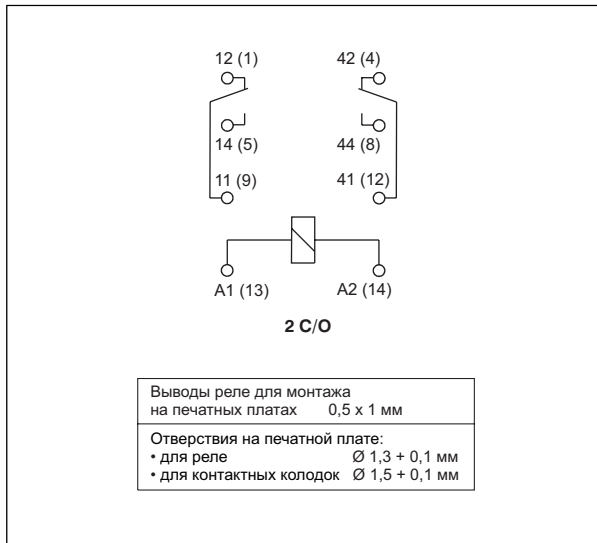 12 (1) 42 (4)
14 (5) 44 (8)
11 (9) 41 (12)
A1 (13) A2 (14)
2 C/O
Выводы реле для монтажа
на печатных платах 0,5 x 1 мм
Отверстия на печатной плате:
• для реле Ø 1,3 + 0,1 мм
• для контактных колодок Ø 1,5 + 0,1 мм